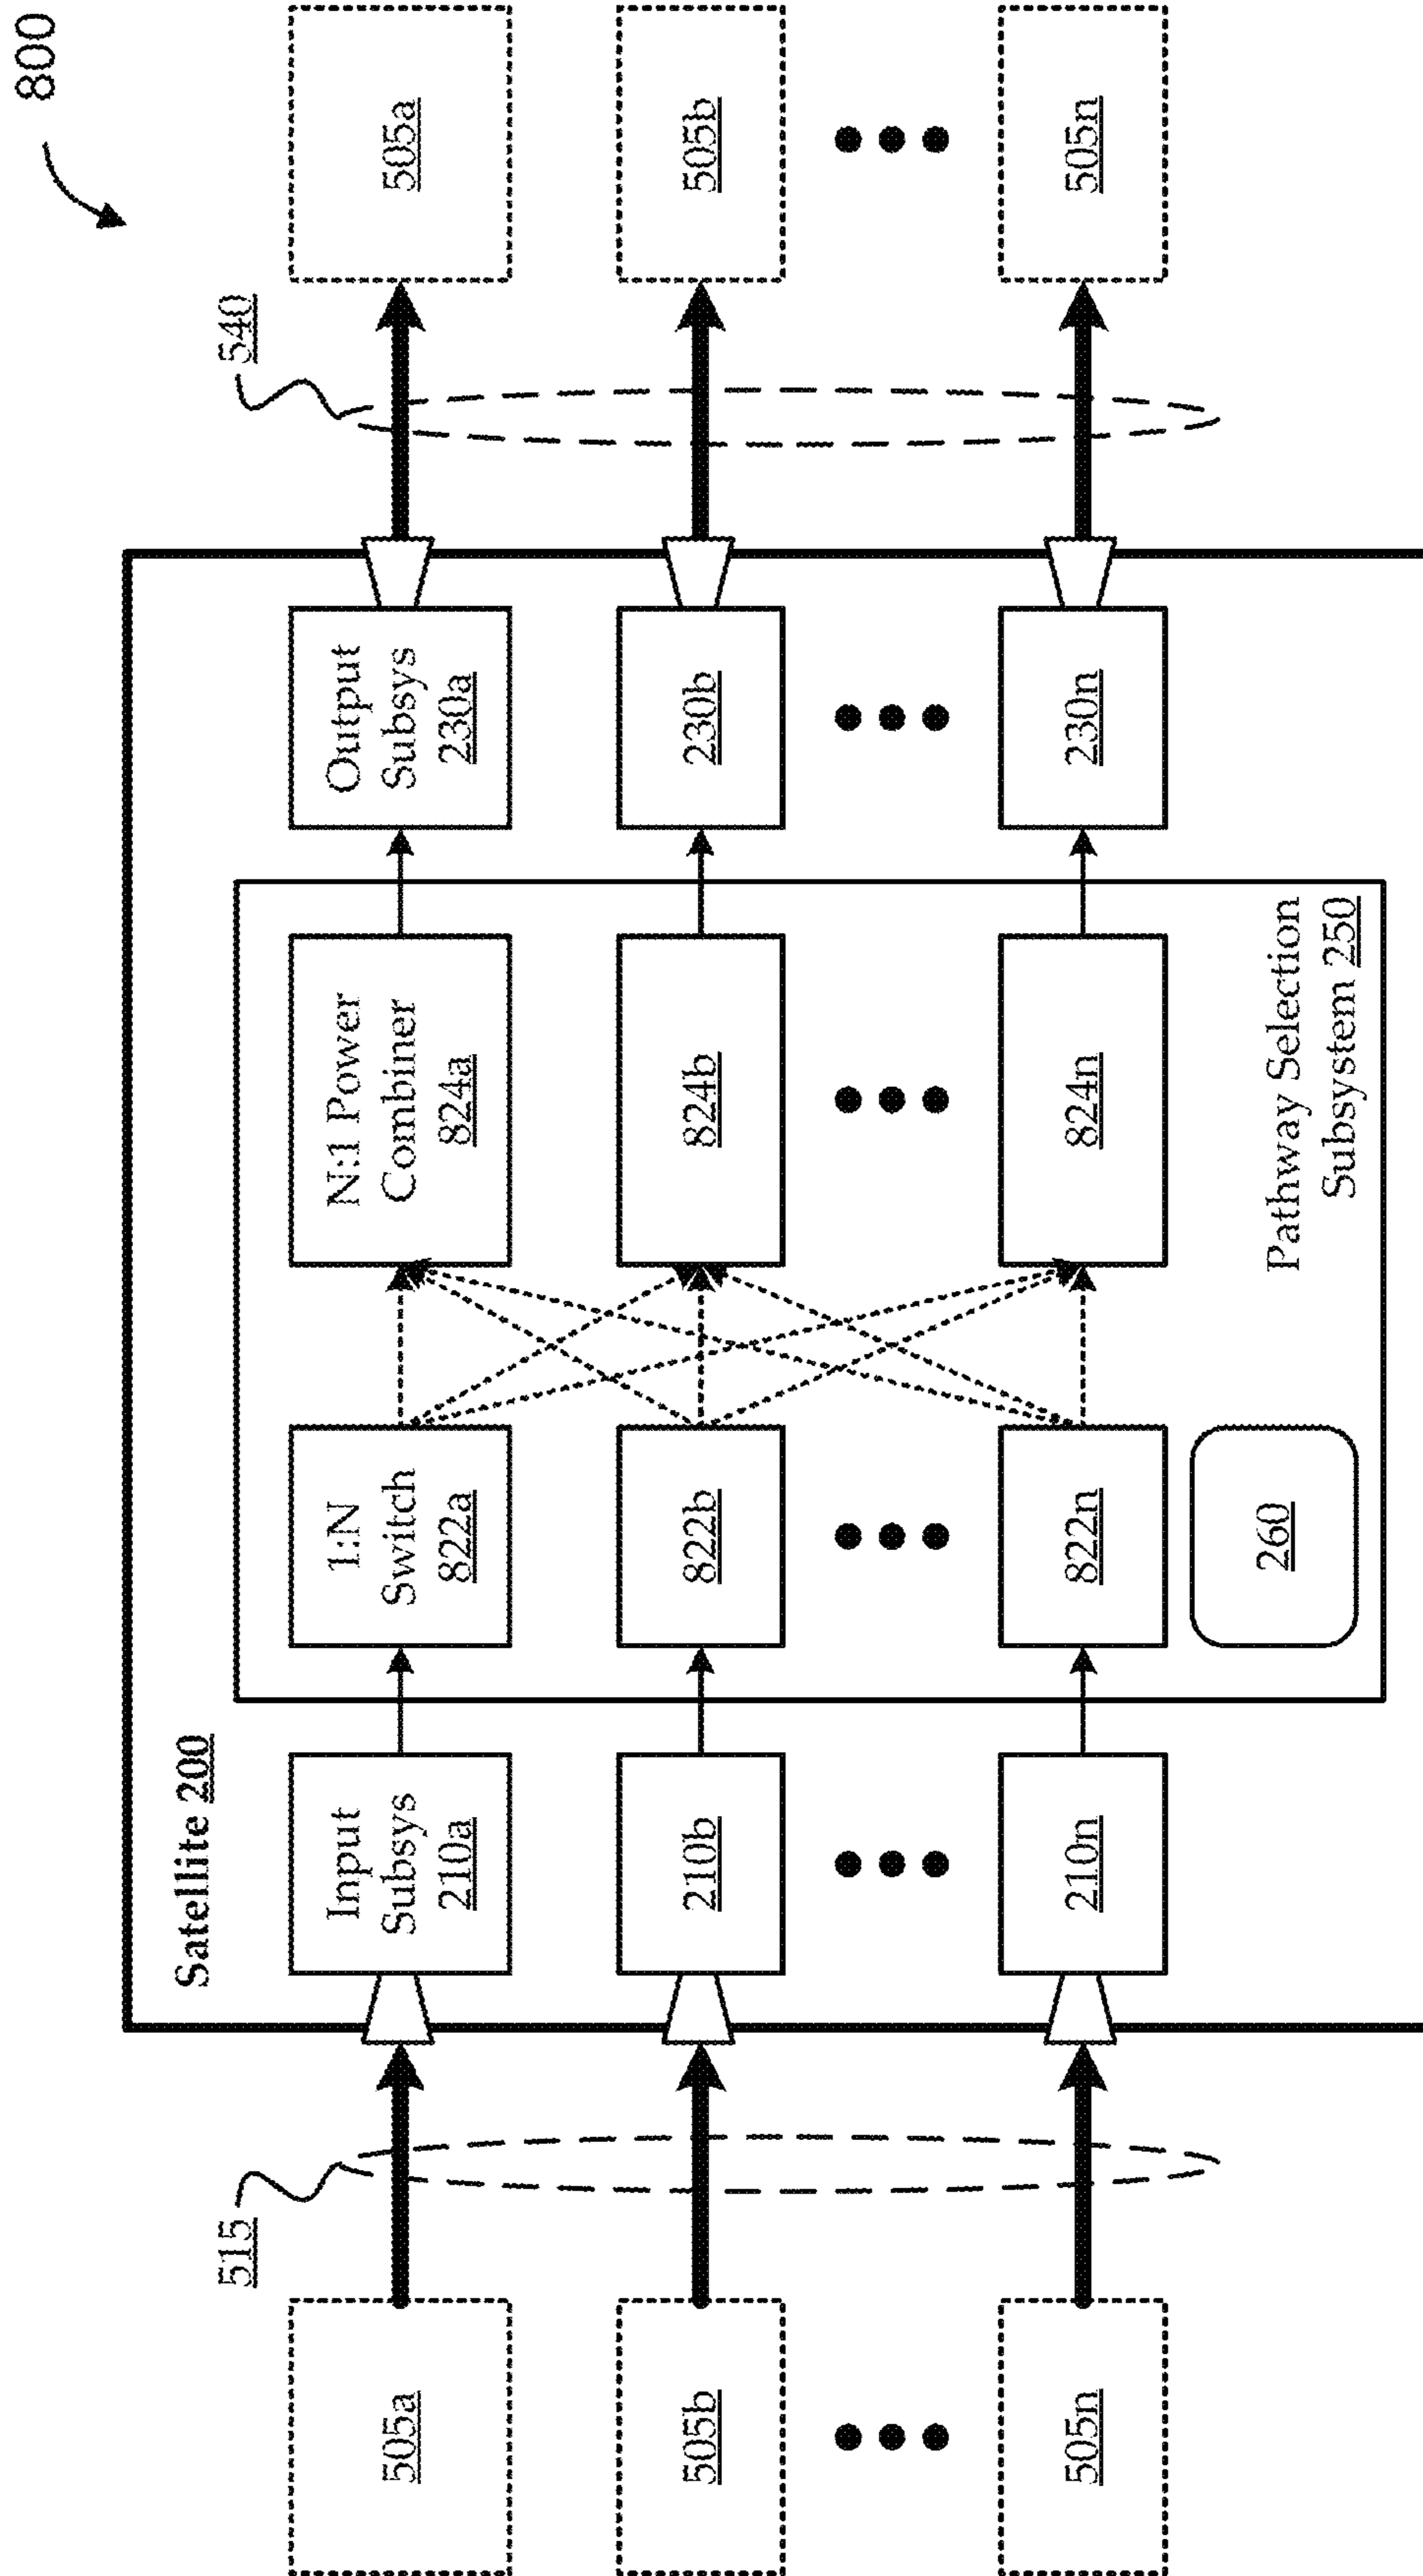 800
515
540
Satellite 200
505a
Input
Subsys
210a
1:N
Switch
822a
N:1 Power
Combiner
824a
Output
Subsys
230a
505a
505b
210b
822b
824b
230b
505b
505n
210n
822n
824n
230n
505n
260
Pathway Selection
Subsystem 250